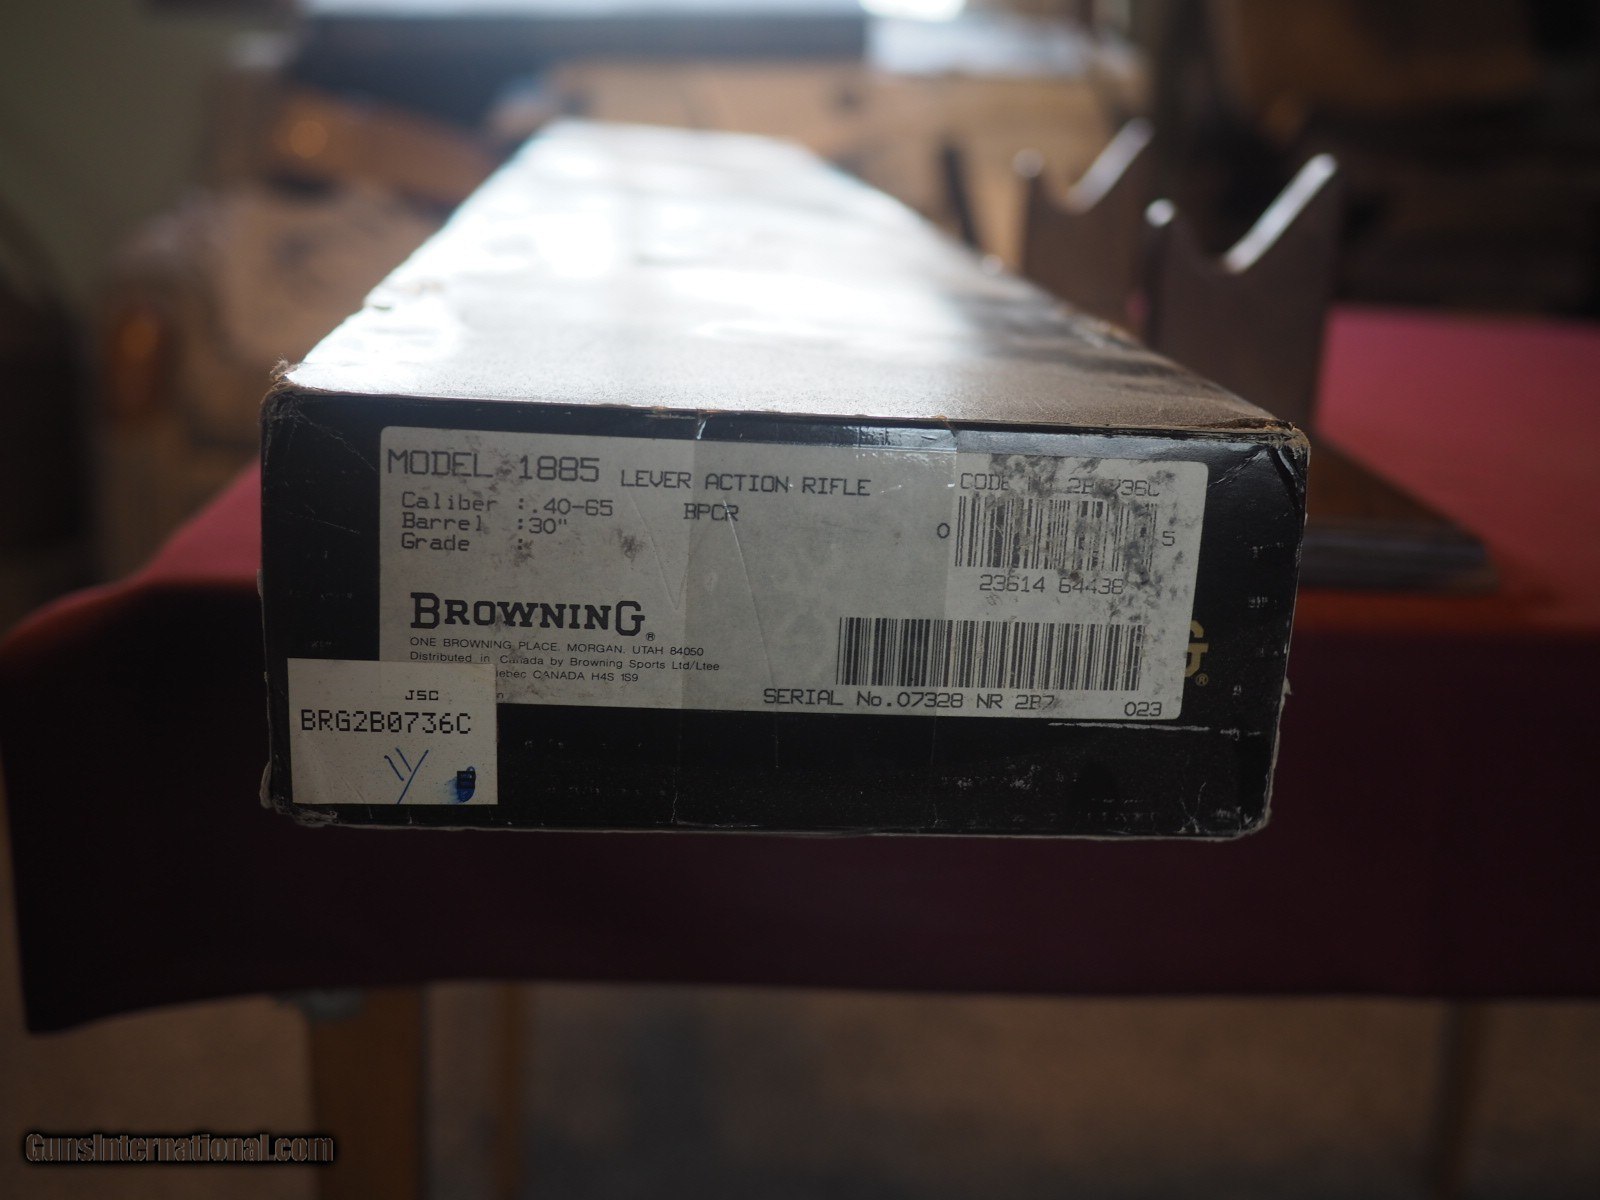 MODEL 1885 LEVER ACTION RIFLE
Caliber :.40-65 BPCR
Barrel :30"
Grade :
CODE 2B0736C
0 5
23614 64438
BROWNING®
ONE BROWNING PLACE, MORGAN, UTAH 84050
Distributed in Canada by Browning Sports Ltd/Ltee
CANADA H4S 1S9
SERIAL No.07328 NR 2B7
023
JSC
BRG2B0736C
G®
GunsInternational.com